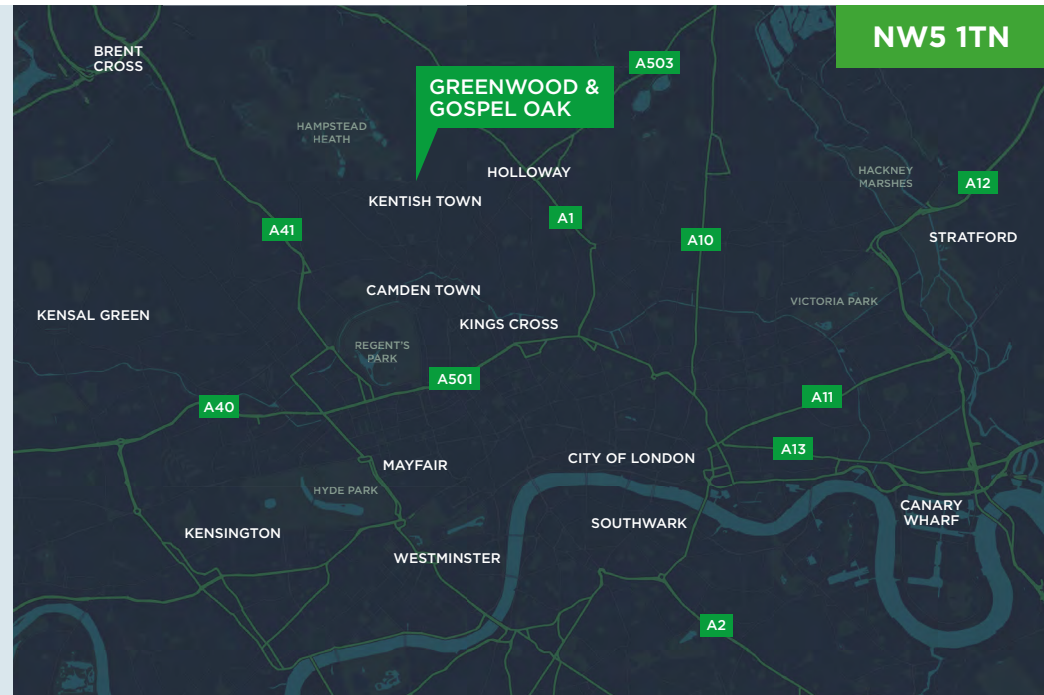 NW5 1TN
BRENT
CROSS
A503
GREENWOOD &
GOSPEL OAK
HAMPSTEAD
HEATH
HOLLOWAY
HACKNEY
MARSHES
A12
KENTISH TOWN
A1
A41
A10
STRATFORD
CAMDEN TOWN
VICTORIA PARK
KENSAL GREEN
KINGS CROSS
REGENT'S
PARK
A501
A40
A11
A13
MAYFAIR
CITY OF LONDON
HYDE PARK
CANARY
WHARF
SOUTHWARK
KENSINGTON
WESTMINSTER
A2